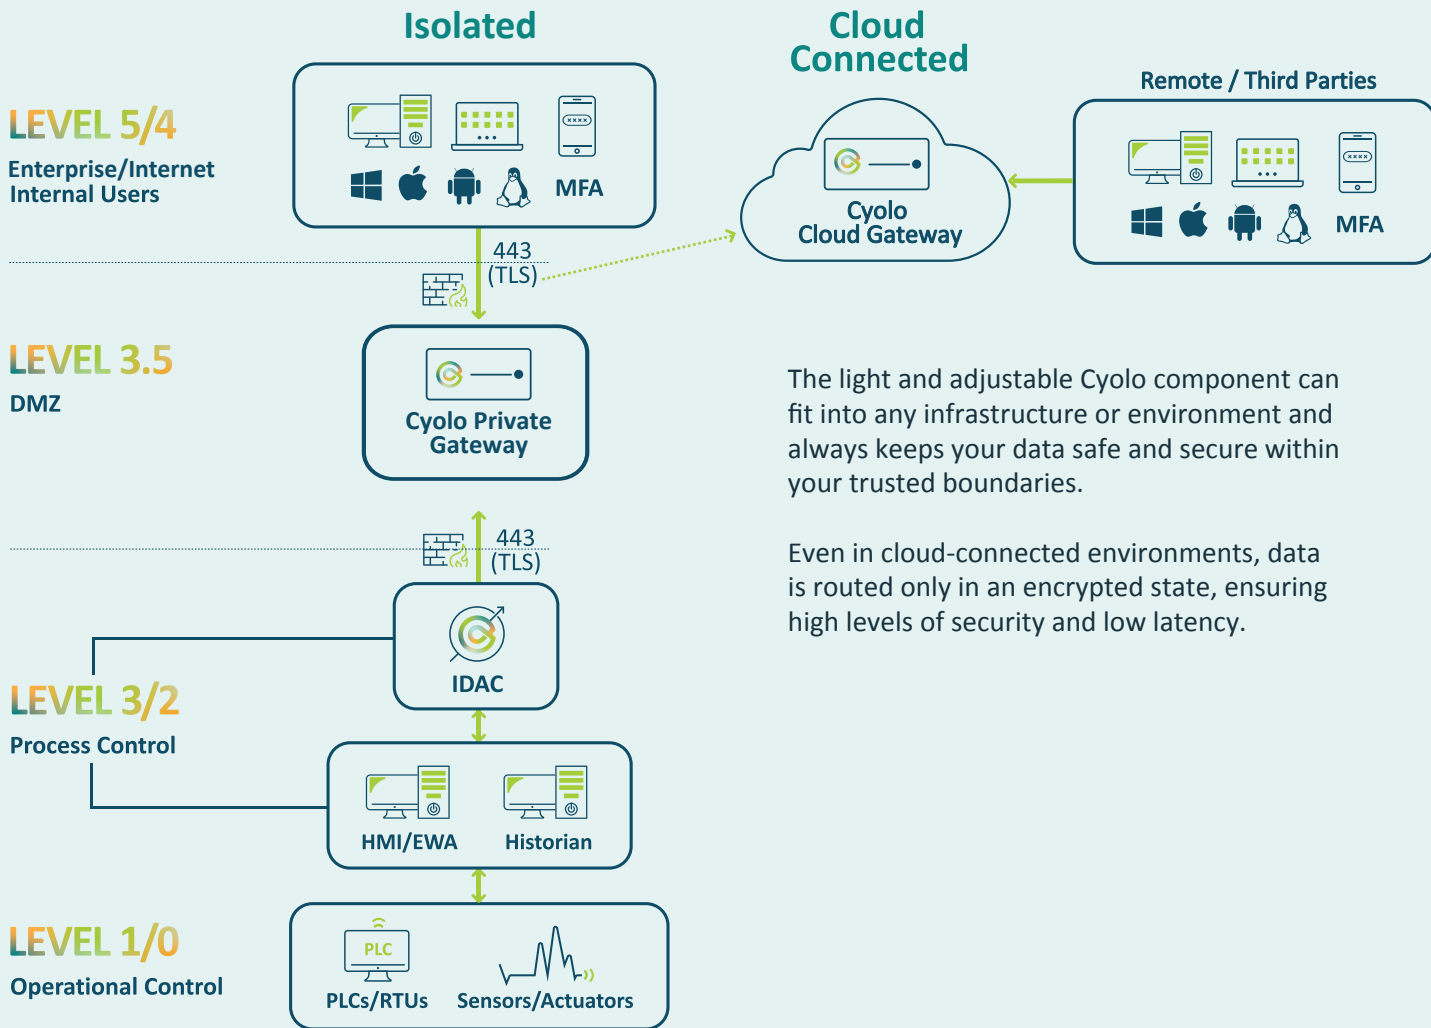 Isolated
Cloud
Connected
Remote / Third Parties
LEVEL 5/4
Enterprise/Internet
Internal Users
xxxx
MFA
Cyolo
Cloud Gateway
xxxx
MFA
443
(TLS)
LEVEL 3.5
DMZ
Cyolo Private
Gateway
The light and adjustable Cyolo component can
fit into any infrastructure or environment and
always keeps your data safe and secure within
your trusted boundaries.
Even in cloud-connected environments, data
is routed only in an encrypted state, ensuring
high levels of security and low latency.
443
(TLS)
IDAC
LEVEL 3/2
Process Control
HMI/EWA
Historian
LEVEL 1/0
Operational Control
PLC
PLCs/RTUs
Sensors/Actuators